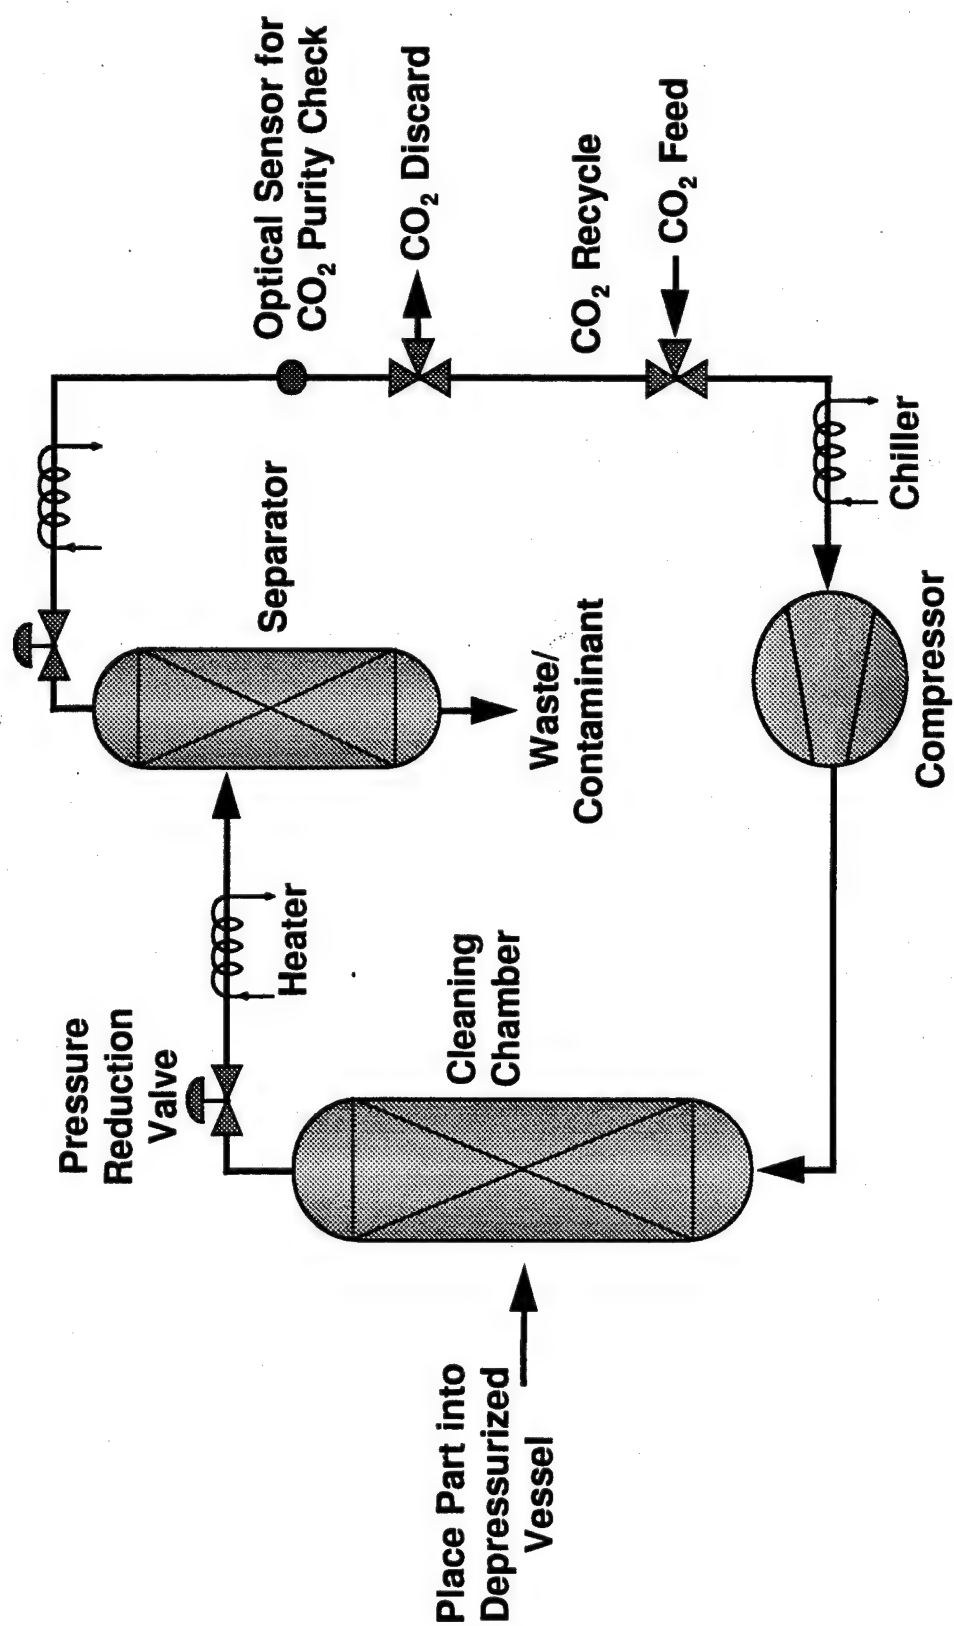 Pressure
Reduction
Valve
Heater
Separator
Optical Sensor for
CO₂ Purity Check
CO₂ Discard
CO₂ Recycle
CO₂ Feed
Waste/
Contaminant
Cleaning
Chamber
Place Part into
Depressurized
Vessel
Compressor
Chiller